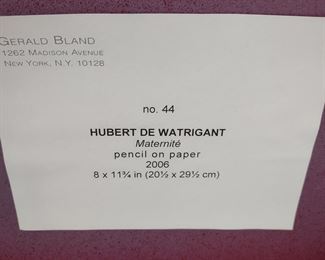 GERALD BLAND
1262 MADISON AVENUE
NEW YORK, N.Y. 10128
no. 44
HUBERT DE WATRIGANT
Maternité
pencil on paper
2006
8 x 11¾ in (20½ x 29½ cm)